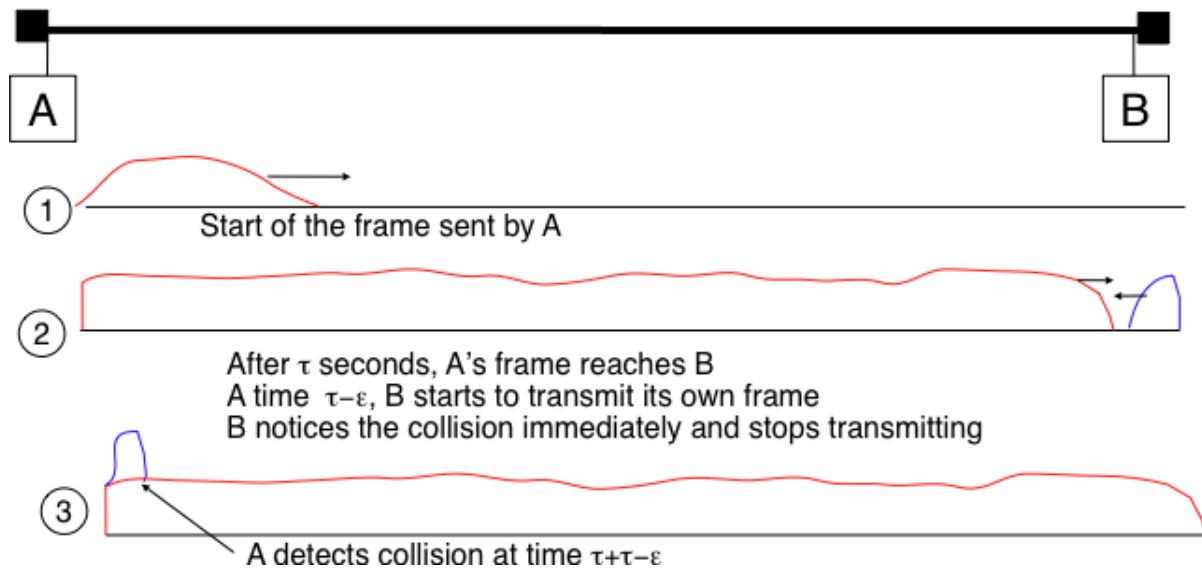 A
B
1
Start of the frame sent by A
2
After τ seconds, A's frame reaches B
A time τ−ε, B starts to transmit its own frame
B notices the collision immediately and stops transmitting
3
A detects collision at time τ+τ−ε